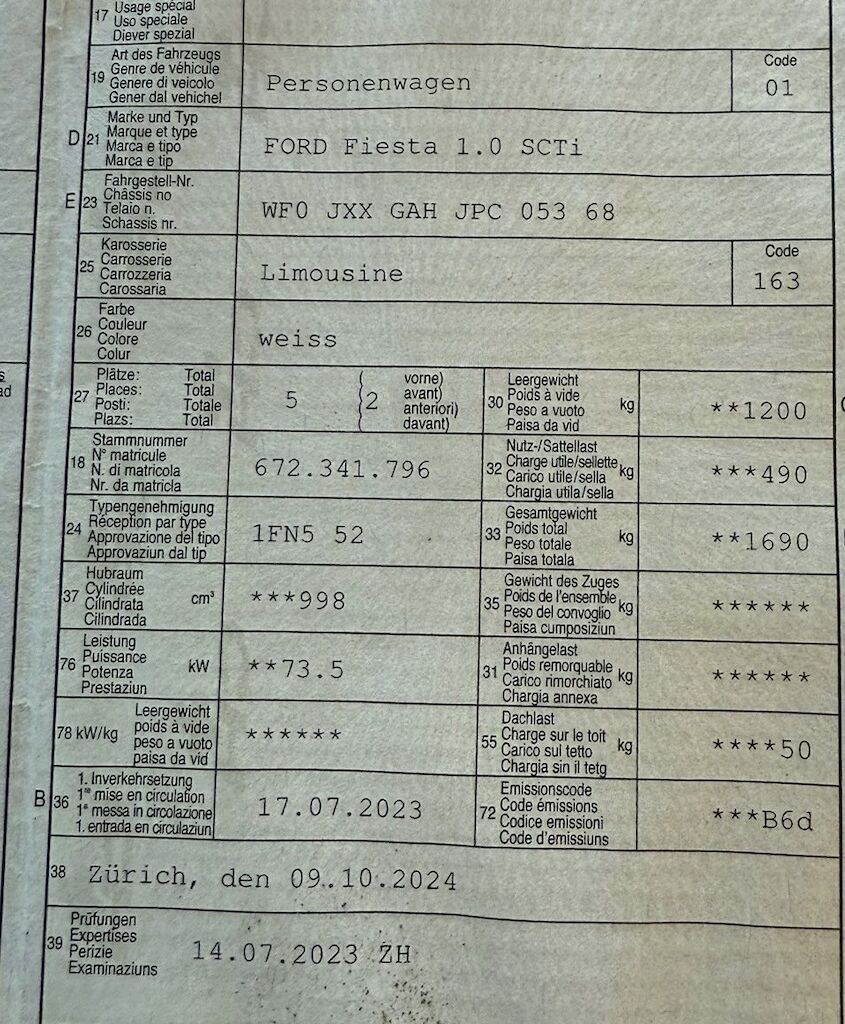 17 Usage spécial
Uso speciale
Diever spezial
19 Art des Fahrzeugs
Genre de véhicule
Genere di veicolo
Gener dal vehichel
Personenwagen
Code
01
D 21 Marke und Typ
Marque et type
Marca e tipo
Marca e tip
FORD Fiesta 1.0 SCTi
E 23 Fahrgestell-Nr.
Châssis no
Telaio n.
Schassis nr.
WF0 JXX GAH JPC 053 68
25 Karosserie
Carrosserie
Carrozzeria
Carossaria
Limousine
Code
163
26 Farbe
Couleur
Colore
Colur
weiss
27 Plätze: Total
Places: Total
Posti: Totale
Plazs: Total
5 ( 2 vorne)
( avant)
( anteriori)
( davant)
30 Leergewicht
Poids à vide
Peso a vuoto
Paisa da vid
kg
**1200
18 Stammnummer
N° matricule
N. di matricola
Nr. da matricla
672.341.796
32 Nutz-/Sattellast
Charge utile/sellette
Carico utile/sella
Chargia utila/sella
kg
***490
24 Typengenehmigung
Réception par type
Approvazione del tipo
Approvaziun dal tip
1FN5 52
33 Gesamtgewicht
Poids total
Peso totale
Paisa totala
kg
**1690
37 Hubraum
Cylindrée
Cilindrata
Cilindrada
cm³
***998
35 Gewicht des Zuges
Poids de l'ensemble
Peso del convoglio
Paisa cumposiziun
kg
******
76 Leistung
Puissance
Potenza
Prestaziun
kW
**73.5
31 Anhängelast
Poids remorquable
Carico rimorchiato
Chargia annexa
kg
******
78 kW/kg Leergewicht
poids à vide
peso a vuoto
paisa da vid
******
55 Dachlast
Charge sur le toit
Carico sul tetto
Chargia sin il tetg
kg
****50
B 36 1. Inverkehrsetzung
1re mise en circulation
1a messa in circolazione
1. entrada en circulaziun
17.07.2023
72 Emissionscode
Code émissions
Codice emissioni
Code d'emissiuns
***B6d
38 Zürich, den 09.10.2024
39 Prüfungen
Expertises
Perizie
Examinaziuns
14.07.2023 ZH